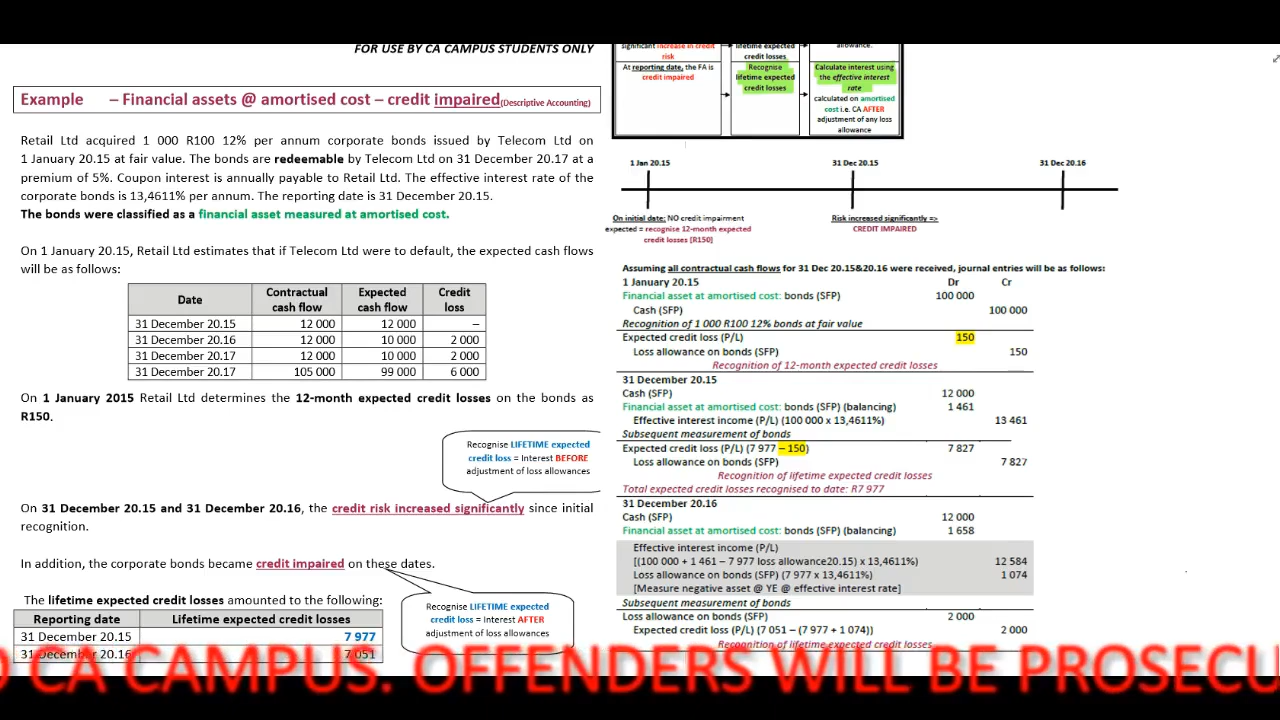 FOR USE BY CA CAMPUS STUDENTS ONLY
Example – Financial assets @ amortised cost – credit impaired(Descriptive Accounting)
Retail Ltd acquired 1 000 R100 12% per annum corporate bonds issued by Telecom Ltd on
1 January 20.15 at fair value. The bonds are redeemable by Telecom Ltd on 31 December 20.17 at a
premium of 5%. Coupon interest is annually payable to Retail Ltd. The effective interest rate of the
corporate bonds is 13,4611% per annum. The reporting date is 31 December 20.15.
The bonds were classified as a financial asset measured at amortised cost.
On 1 January 20.15, Retail Ltd estimates that if Telecom Ltd were to default, the expected cash flows
will be as follows:
Date Contractual cash flow Expected cash flow Credit loss
31 December 20.15 12 000 12 000 –
31 December 20.16 12 000 10 000 2 000
31 December 20.17 12 000 10 000 2 000
31 December 20.17 105 000 99 000 6 000
On 1 January 2015 Retail Ltd determines the 12-month expected credit losses on the bonds as
R150.
Recognise LIFETIME expected
credit loss = Interest BEFORE
adjustment of loss allowances
On 31 December 20.15 and 31 December 20.16, the credit risk increased significantly since initial
recognition.
In addition, the corporate bonds became credit impaired on these dates.
Recognise LIFETIME expected
credit loss = Interest AFTER
adjustment of loss allowances
The lifetime expected credit losses amounted to the following:
Reporting date Lifetime expected credit losses
31 December 20.15 7 977
31 December 20.16 7 051
significant increase in credit
risk
lifetime expected
credit losses.
allowance.
At reporting date, the FA is
credit impaired
Recognise
lifetime expected
credit losses
Calculate interest using
the effective interest
rate
calculated on amortised
cost i.e. CA AFTER
adjustment of any loss
allowance
1 Jan 20.15 31 Dec 20.15 31 Dec 20.16
On initial date: NO credit impairment
expected = recognise 12-month expected
credit losses [R150]
Risk increased significantly =>
CREDIT IMPAIRED
Assuming all contractual cash flows for 31 Dec 20.15&20.16 were received, journal entries will be as follows:
1 January 20.15 Dr Cr
Financial asset at amortised cost: bonds (SFP) 100 000
Cash (SFP) 100 000
Recognition of 1 000 R100 12% bonds at fair value
Expected credit loss (P/L) 150
Loss allowance on bonds (SFP) 150
Recognition of 12-month expected credit losses
31 December 20.15
Cash (SFP) 12 000
Financial asset at amortised cost: bonds (SFP) (balancing) 1 461
Effective interest income (P/L) (100 000 x 13,4611%) 13 461
Subsequent measurement of bonds
Expected credit loss (P/L) (7 977 – 150) 7 827
Loss allowance on bonds (SFP) 7 827
Recognition of lifetime expected credit losses
Total expected credit losses recognised to date: R7 977
31 December 20.16
Cash (SFP) 12 000
Financial asset at amortised cost: bonds (SFP) (balancing) 1 658
Effective interest income (P/L)
[(100 000 + 1 461 – 7 977 loss allowance20.15) x 13,4611%) 12 584
Loss allowance on bonds (SFP) (7 977 x 13,4611%) 1 074
[Measure negative asset @ YE @ effective interest rate]
Subsequent measurement of bonds
Loss allowance on bonds (SFP) 2 000
Expected credit loss (P/L) (7 051 – (7 977 + 1 074)) 2 000
Recognition of lifetime expected credit losses
CA CAMPUS. OFFENDERS WILL BE PROSECU